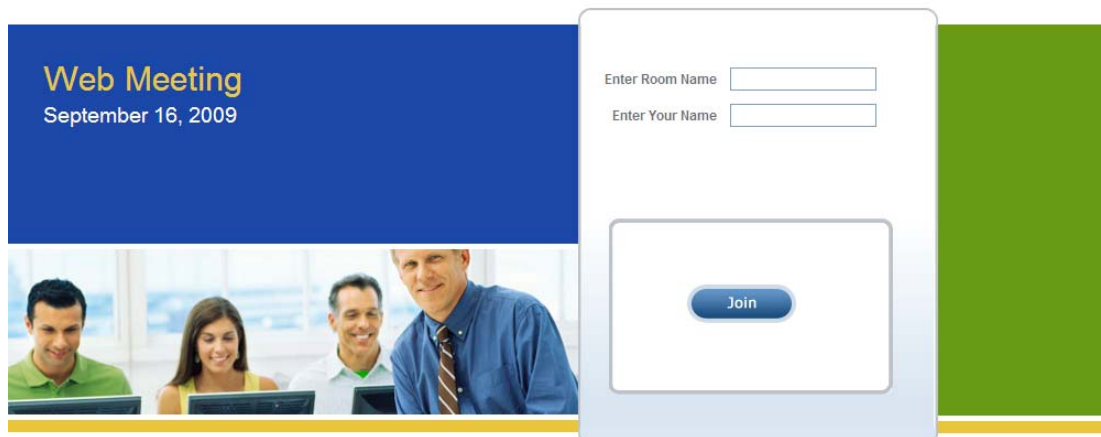 Web Meeting
September 16, 2009
Enter Room Name
Enter Your Name
Join